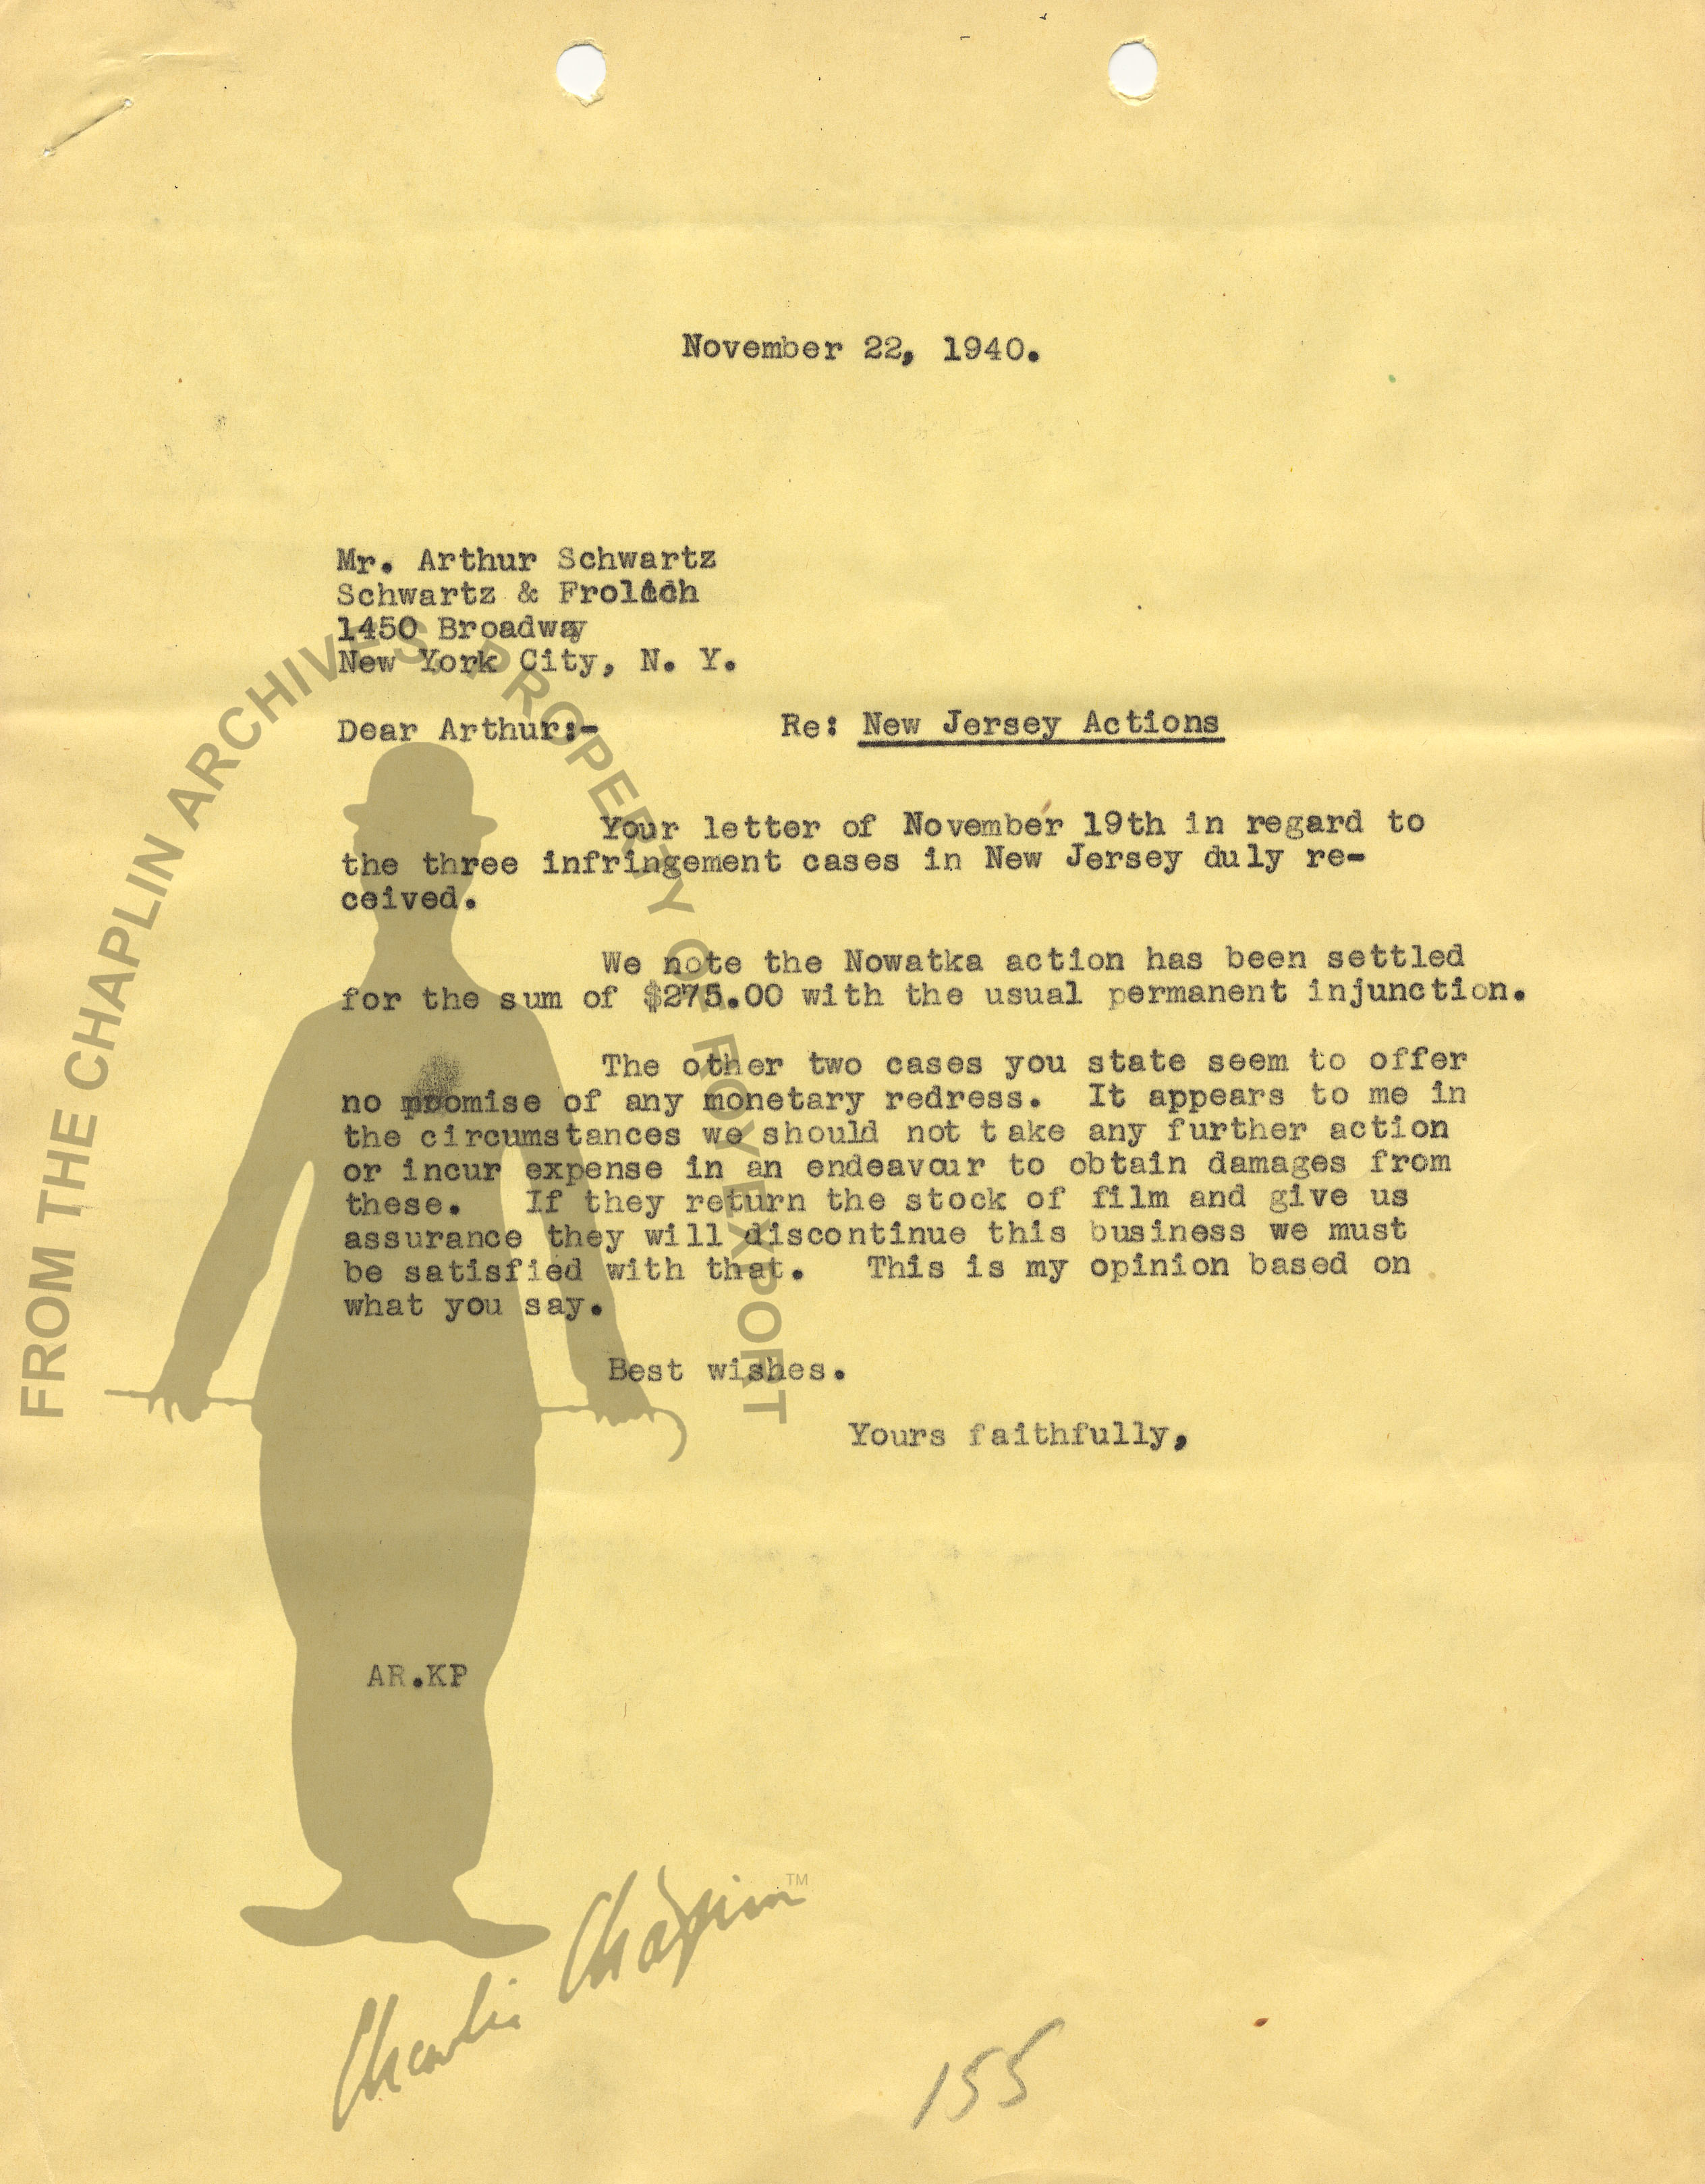 November 22, 1940.
Mr. Arthur Schwartz
Schwartz & Frolich
1450 Broadway
New York City, N. Y.
Dear Arthur:- Re: New Jersey Actions
Your letter of November 19th in regard to
the three infringement cases in New Jersey duly re-
ceived.
We note the Nowatka action has been settled
for the sum of $275.00 with the usual permanent injunction.
The other two cases you state seem to offer
no promise of any monetary redress. It appears to me in
the circumstances we should not take any further action
or incur expense in an endeavour to obtain damages from
these. If they return the stock of film and give us
assurance they will discontinue this business we must
be satisfied with that. This is my opinion based on
what you say.
Best wishes.
Yours faithfully,
AR.KP
FROM THE CHAPLIN ARCHIVES, PROPERTY OF ROY EXPORT
Charlie Chaplin™
155